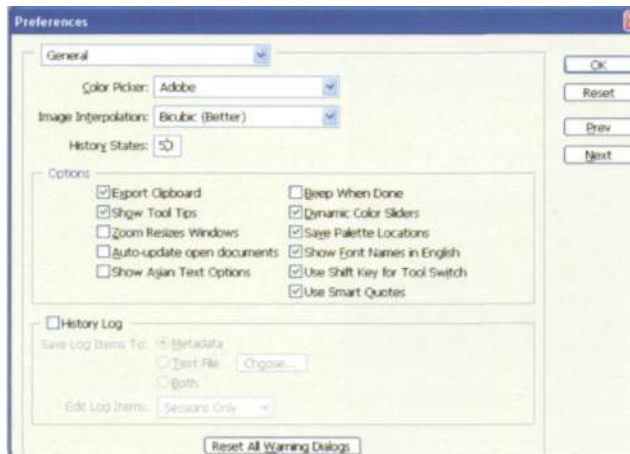 Preferences
General
OK
Color Picker: Adobe
Reset
Image Interpolation: Bicubic (Better)
Prev
History States: 50
Next
Options
Export Clipboard
Beep When Done
Show Tool Tips
Dynamic Color Sliders
Zoom Resizes Windows
Save Palette Locations
Auto-update open documents
Show Font Names in English
Show Asian Text Options
Use Shift Key for Tool Switch
Use Smart Quotes
History Log
Save Log Items To: Metadata
Text File Choose...
Both
Edit Log Items: Sessions Only
Reset All Warning Dialogs